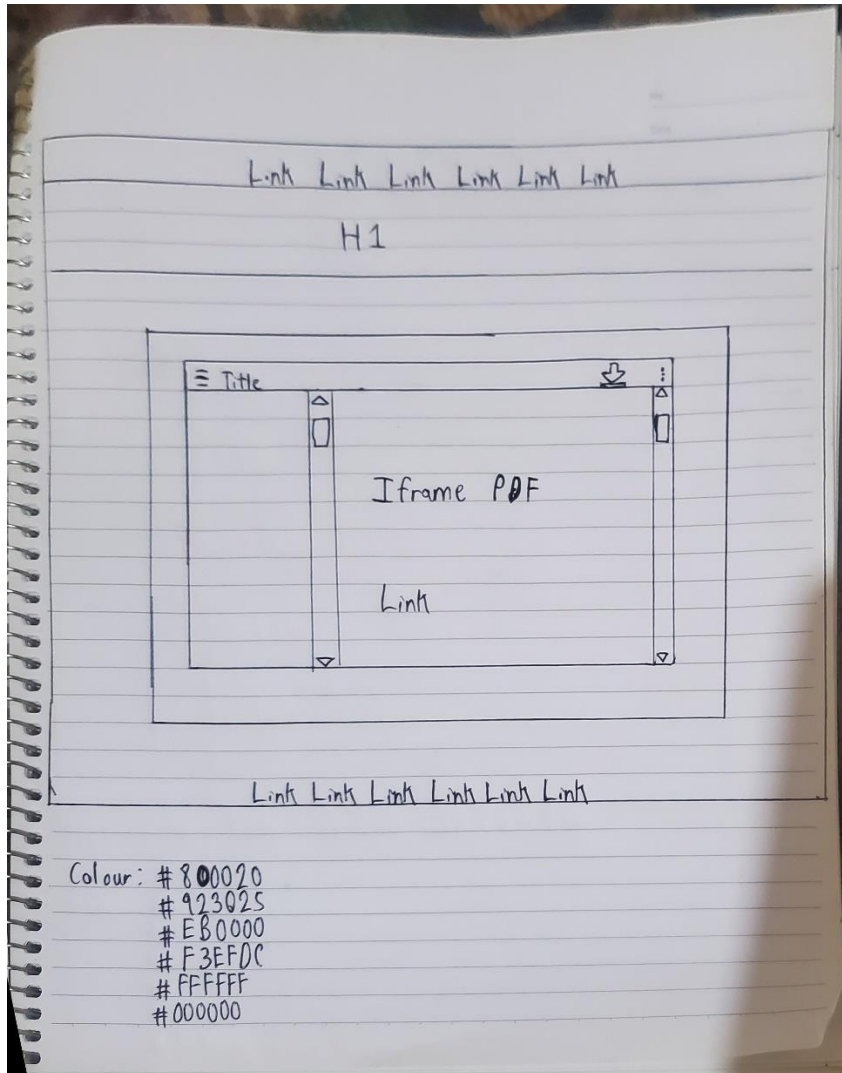 Link Link Link Link Link Link
H1
Title
Iframe PDF
Link
Link Link Link Link Link Link
Colour: #800020
#923025
#EB0000
#F3EFDC
#FFFFFF
#000000